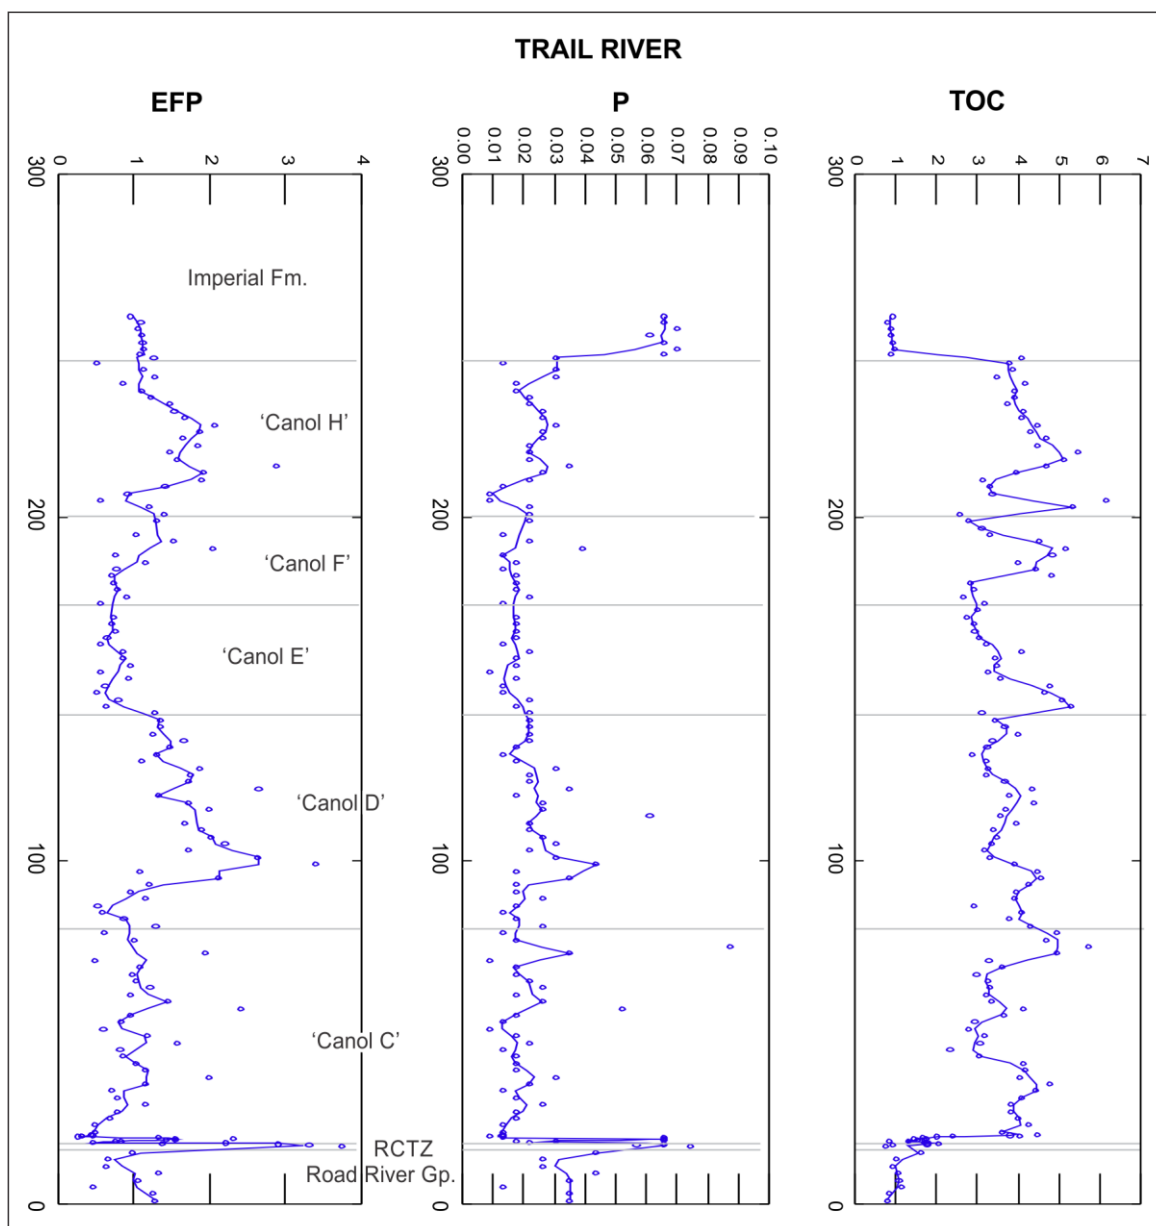 TRAIL RIVER
EFP P TOC
0 1 2 3 4
0.00 0.01 0.02 0.03 0.04 0.05 0.06 0.07 0.08 0.09 0.10
0 1 2 3 4 5 6 7
300 300 300
Imperial Fm.
‘Canol H’
200 200 200
‘Canol F’
‘Canol E’
‘Canol D’
100 100 100
‘Canol C’
RCTZ
Road River Gp.
0 0 0